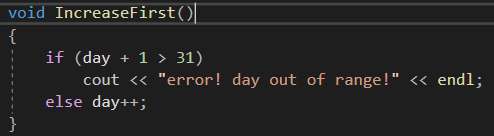 void IncreaseFirst()
{
    if (day + 1 > 31)
        cout << "error! day out of range!" << endl;
    else day++;
}